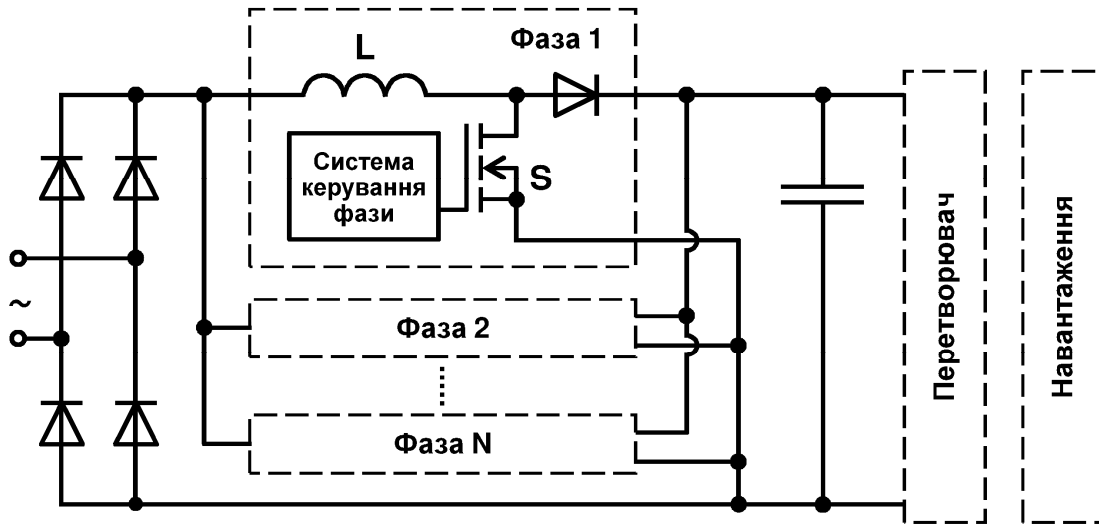 Фаза 1
L
Система
керування
фази
S
~
Фаза 2
Фаза N
Перетворювач
Навантаження